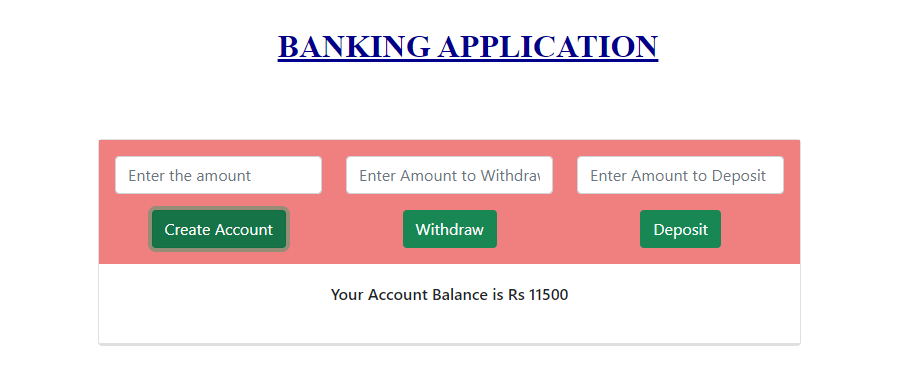 BANKING APPLICATION
Enter the amount
Enter Amount to Withdraw
Enter Amount to Deposit
Create Account
Withdraw
Deposit
Your Account Balance is Rs 11500